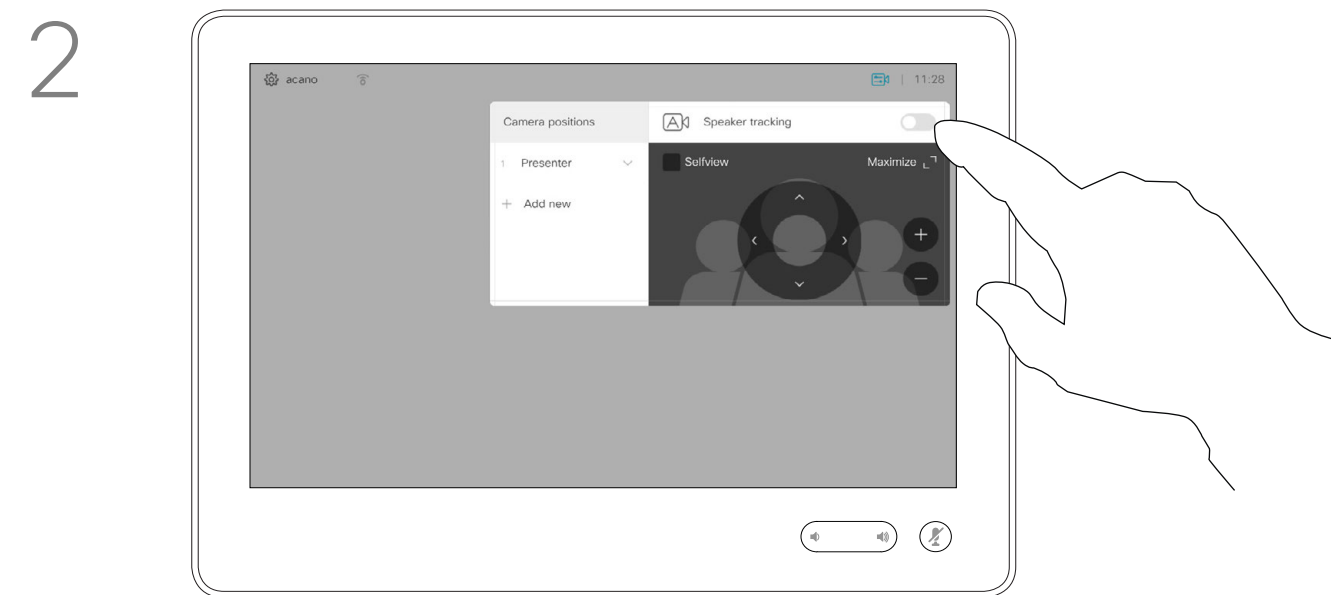 2
acano 11:28
Camera positions Speaker tracking
1 Presenter Selfview Maximize
+ Add new